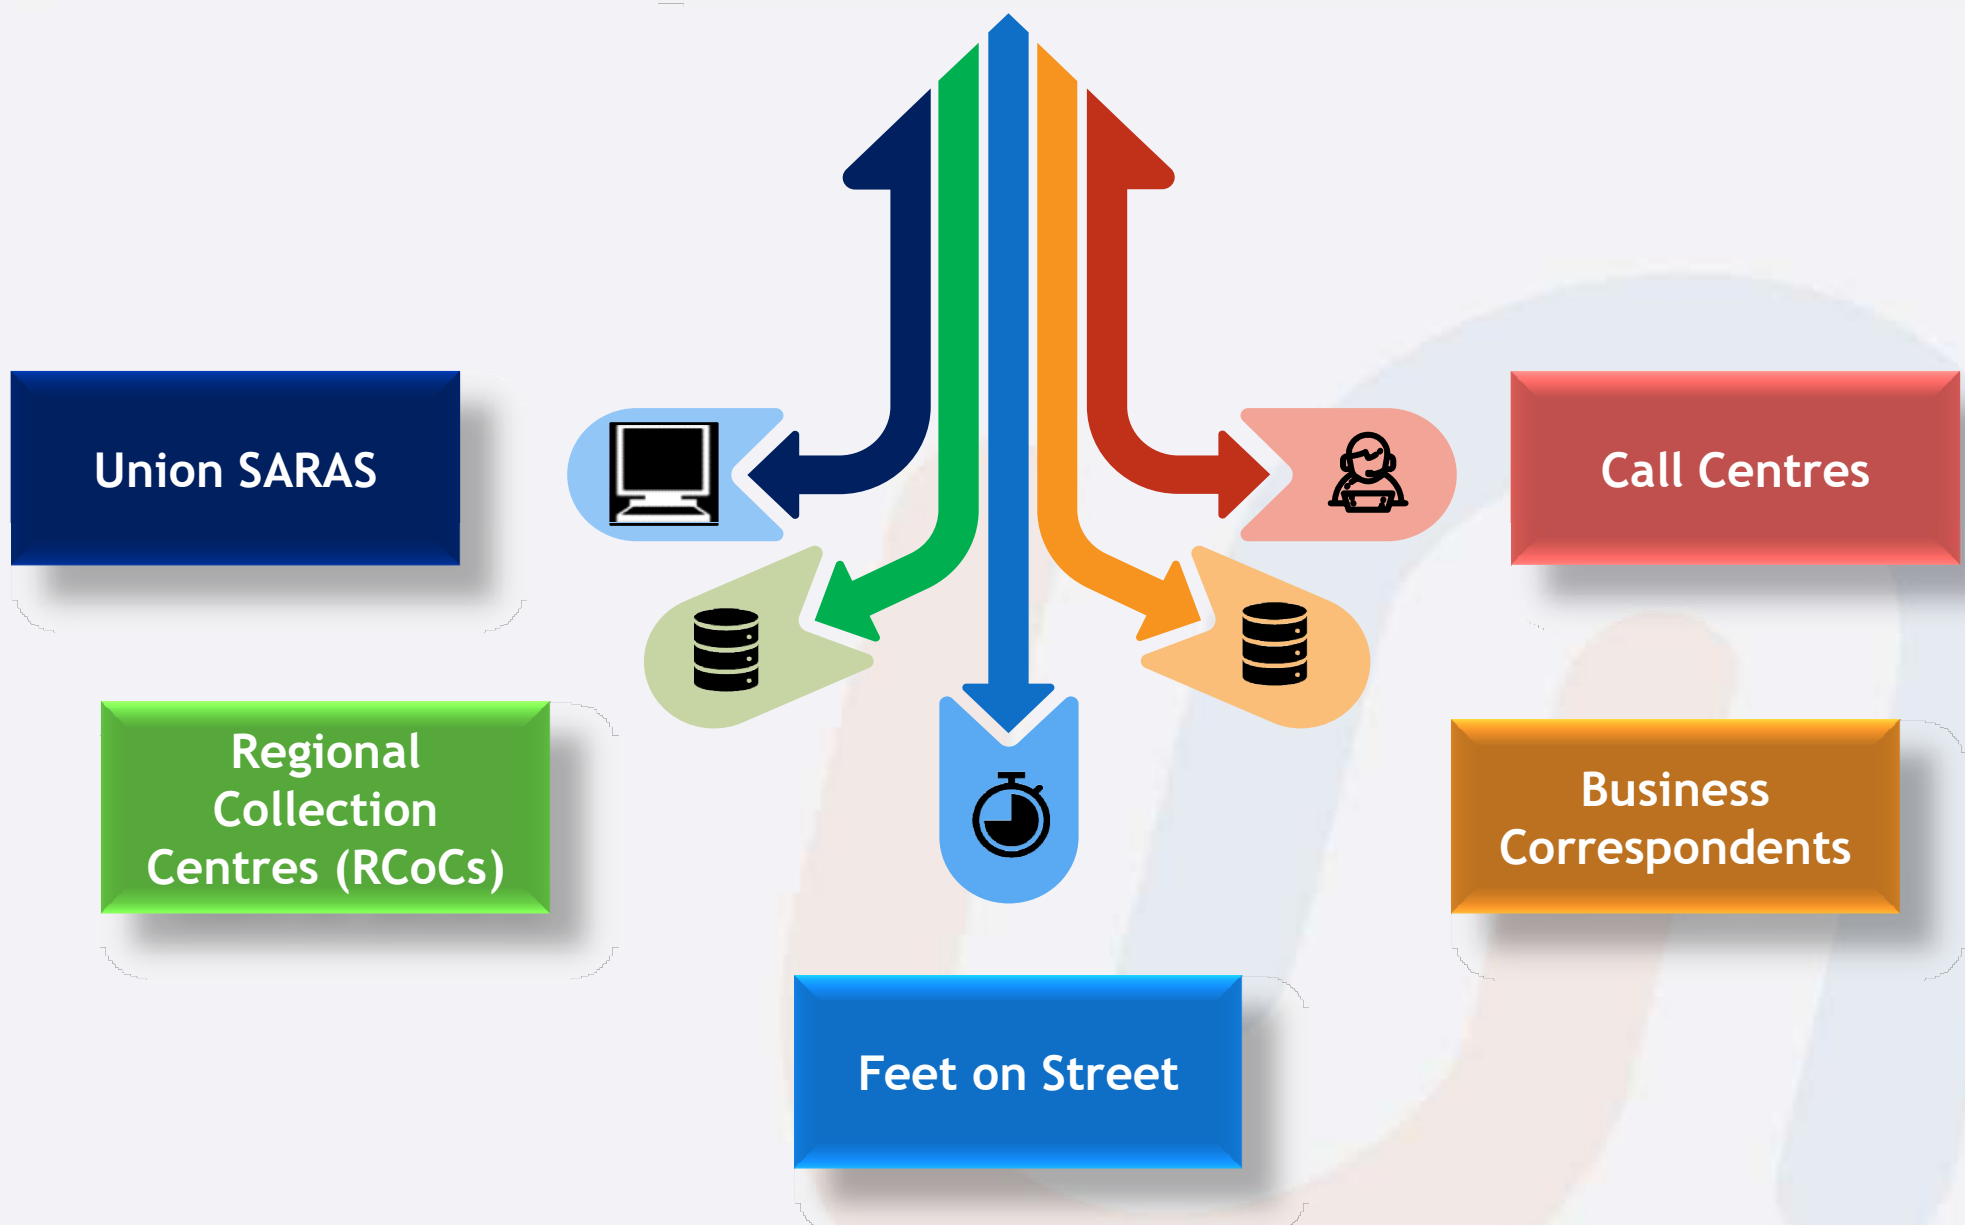 Union SARAS
Call Centres
Regional
Collection
Centres (RCoCs)
Business
Correspondents
Feet on Street